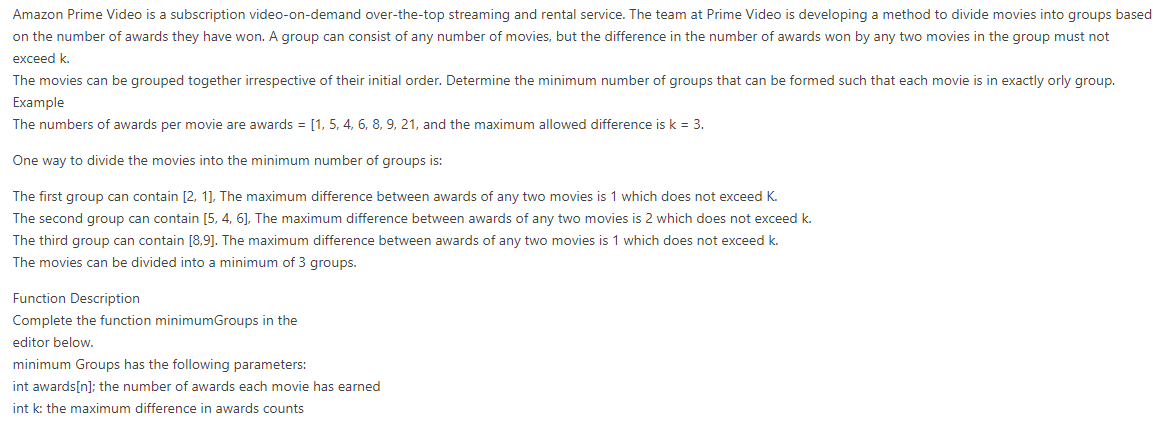 Amazon Prime Video is a subscription video-on-demand over-the-top streaming and rental service. The team at Prime Video is developing a method to divide movies into groups based
on the number of awards they have won. A group can consist of any number of movies, but the difference in the number of awards won by any two movies in the group must not
exceed k.
The movies can be grouped together irrespective of their initial order. Determine the minimum number of groups that can be formed such that each movie is in exactly orly group.
Example
The numbers of awards per movie are awards = [1, 5, 4, 6, 8, 9, 21, and the maximum allowed difference is k = 3.
One way to divide the movies into the minimum number of groups is:
The first group can contain [2, 1], The maximum difference between awards of any two movies is 1 which does not exceed K.
The second group can contain [5, 4, 6], The maximum difference between awards of any two movies is 2 which does not exceed k.
The third group can contain [8,9]. The maximum difference between awards of any two movies is 1 which does not exceed k.
The movies can be divided into a minimum of 3 groups.
Function Description
Complete the function minimumGroups in the
editor below.
minimum Groups has the following parameters:
int awards[n]; the number of awards each movie has earned
int k: the maximum difference in awards counts